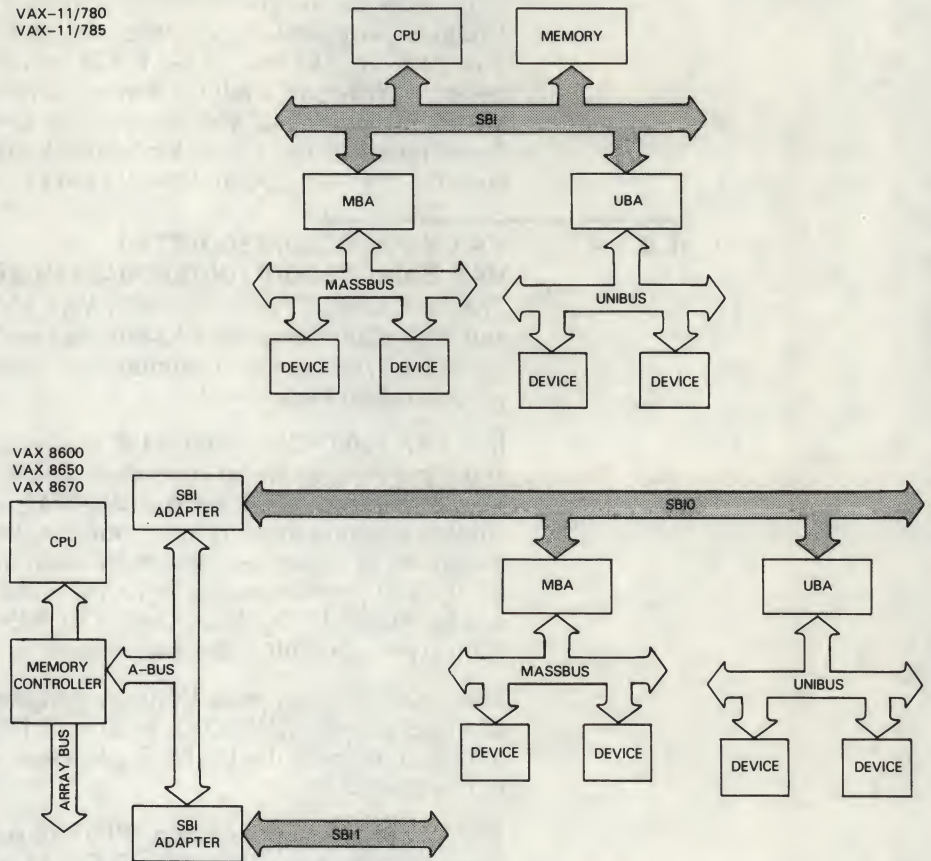 VAX-11/780
VAX-11/785
CPU
MEMORY
SBI
MBA
UBA
MASSBUS
UNIBUS
DEVICE
DEVICE
DEVICE
DEVICE
VAX 8600
VAX 8650
VAX 8670
SBI
ADAPTER
SBI0
CPU
MBA
UBA
MEMORY
CONTROLLER
A-BUS
MASSBUS
UNIBUS
ARRAY BUS
DEVICE
DEVICE
DEVICE
DEVICE
SBI
ADAPTER
SBI1